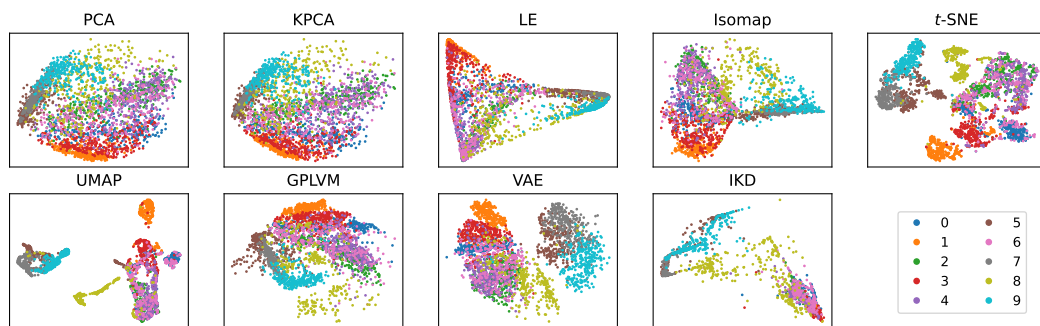 PCA KPCA LE Isomap t-SNE
UMAP GPLVM VAE IKD
0 5
1 6
2 7
3 8
4 9